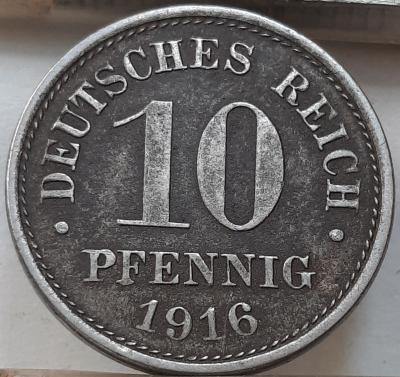 · DEUTSCHES REICH ·
10
PFENNIG
1916